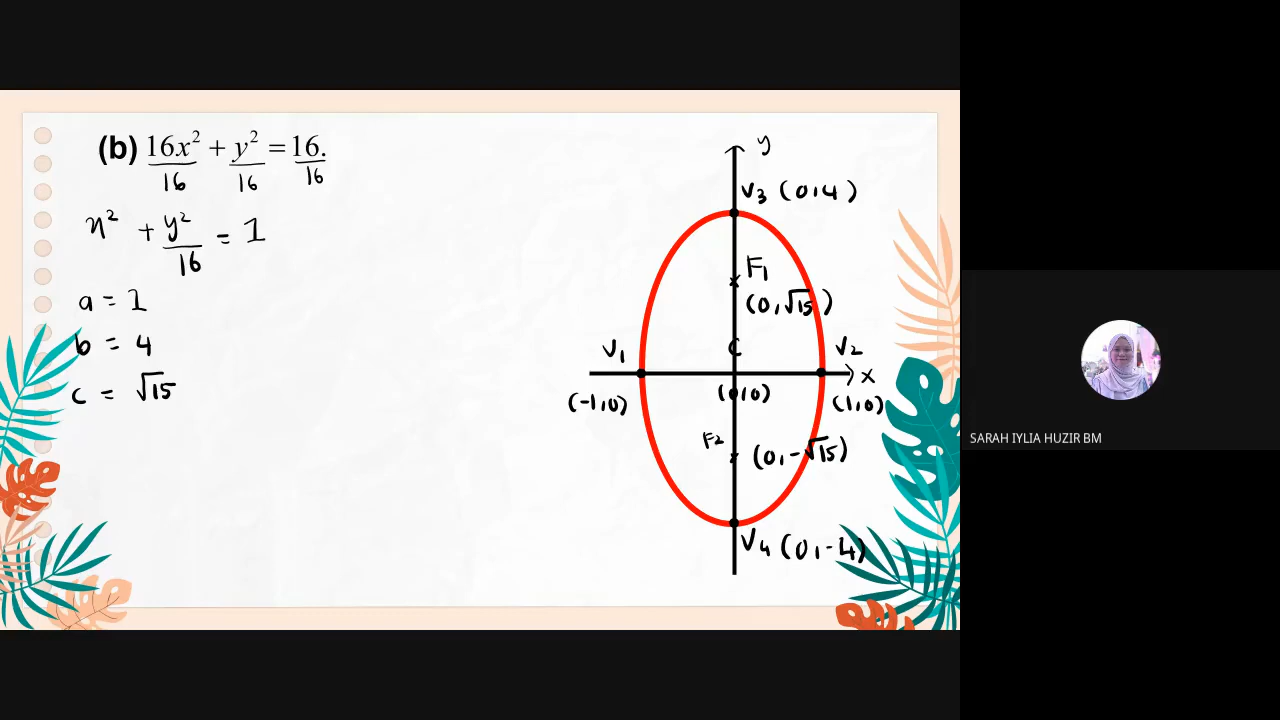 (b) 16x²/16 + y²/16 = 16./16
x² + y²/16 = 1
a = 1
b = 4
c = √15
y
V3 (0,4)
F1
(0,√15)
V1
C
V2
x
(-1,0)
(0,0)
(1,0)
F2
(0,-√15)
V4 (0,-4)
SARAH IYLIA HUZIR BM